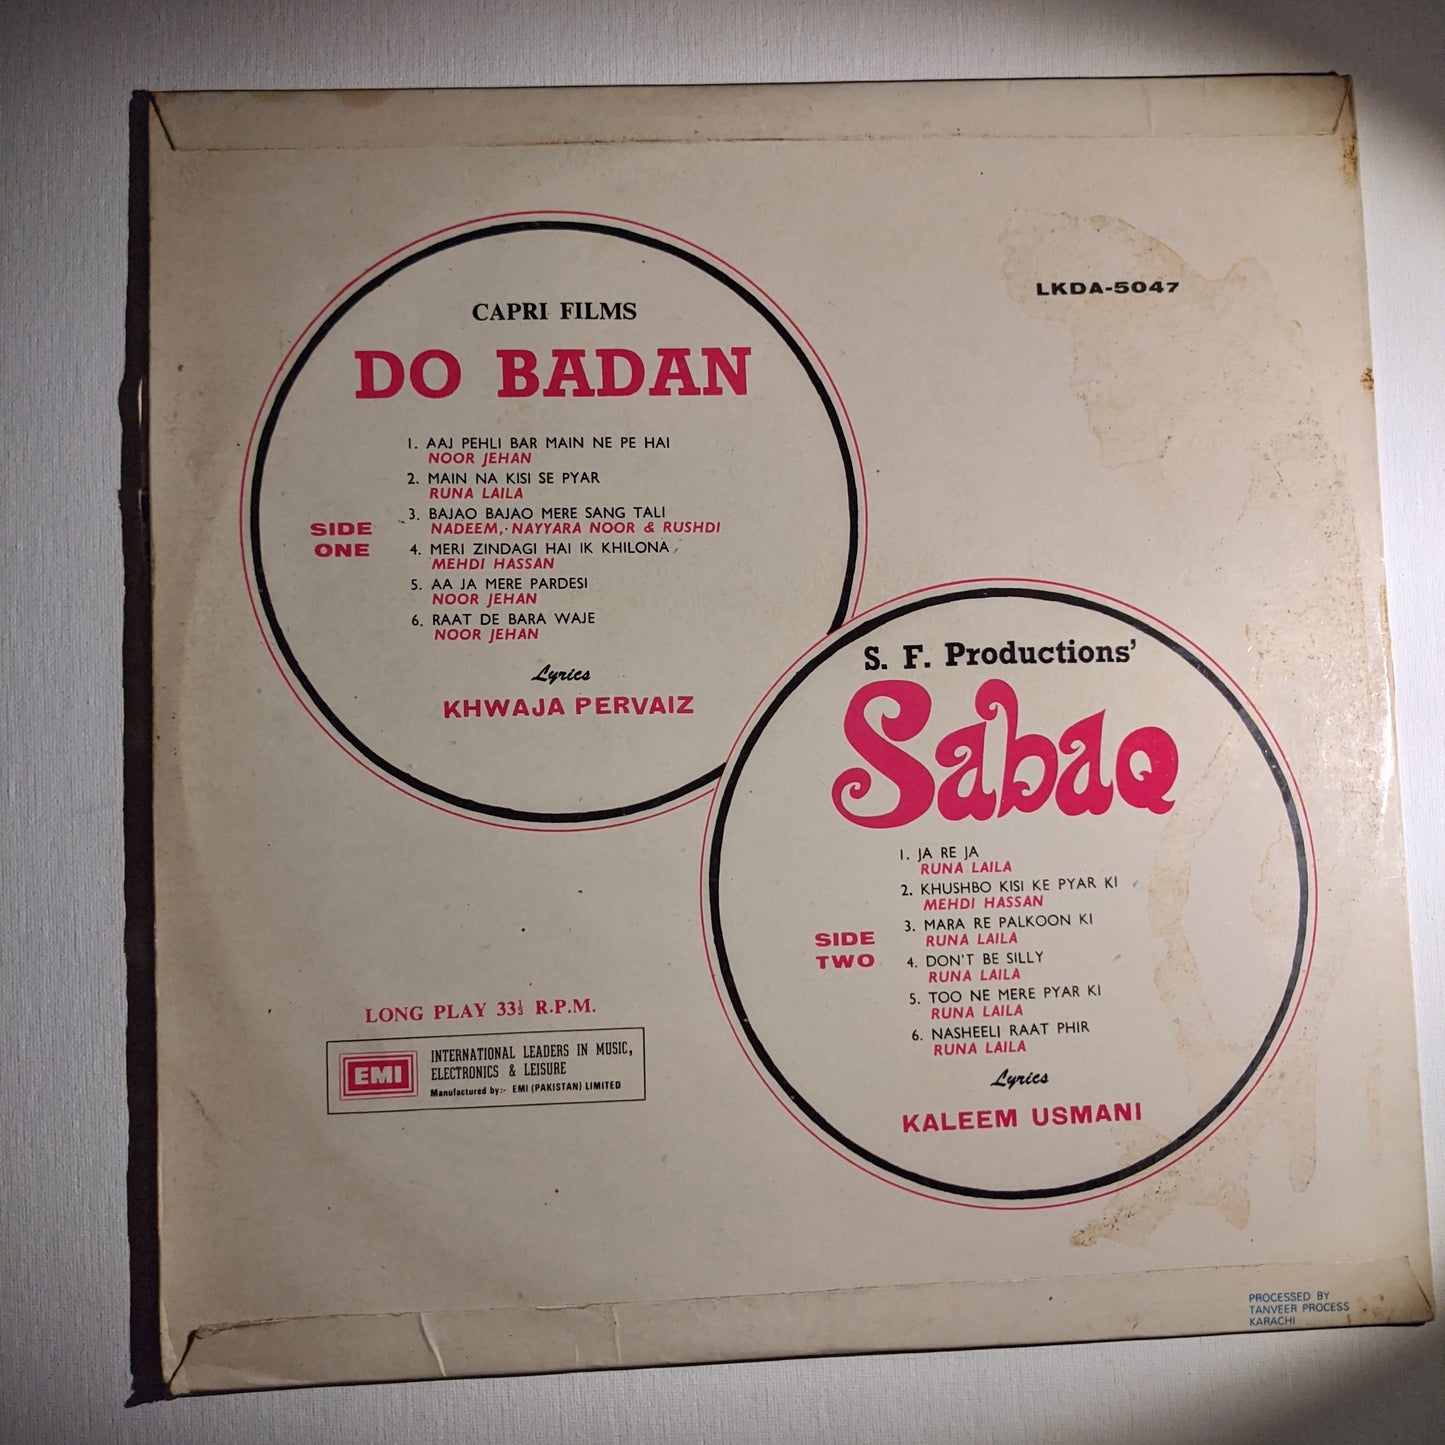 LKDA-5047
CAPRI FILMS
DO BADAN
SIDE
ONE
1. AAJ PEHLI BAR MAIN NE PE HAI
NOOR JEHAN
2. MAIN NA KISI SE PYAR
RUNA LAILA
3. BAJAO BAJAO MERE SANG TALI
NADEEM, NAYYARA NOOR & RUSHDI
4. MERI ZINDAGI HAI IK KHILONA
MEHDI HASSAN
5. AA JA MERE PARDESI
NOOR JEHAN
6. RAAT DE BARA WAJE
NOOR JEHAN
Lyrics
KHWAJA PERVAIZ
S. F. Productions'
Sabaq
SIDE
TWO
1. JA RE JA
RUNA LAILA
2. KHUSHBO KISI KE PYAR KI
MEHDI HASSAN
3. MARA RE PALKOON KI
RUNA LAILA
4. DON'T BE SILLY
RUNA LAILA
5. TOO NE MERE PYAR KI
RUNA LAILA
6. NASHEELI RAAT PHIR
RUNA LAILA
Lyrics
KALEEM USMANI
LONG PLAY 33⅓ R.P.M.
EMI
INTERNATIONAL LEADERS IN MUSIC,
ELECTRONICS & LEISURE
Manufactured by:- EMI (PAKISTAN) LIMITED
PROCESSED BY
TANVEER PROCESS
KARACHI